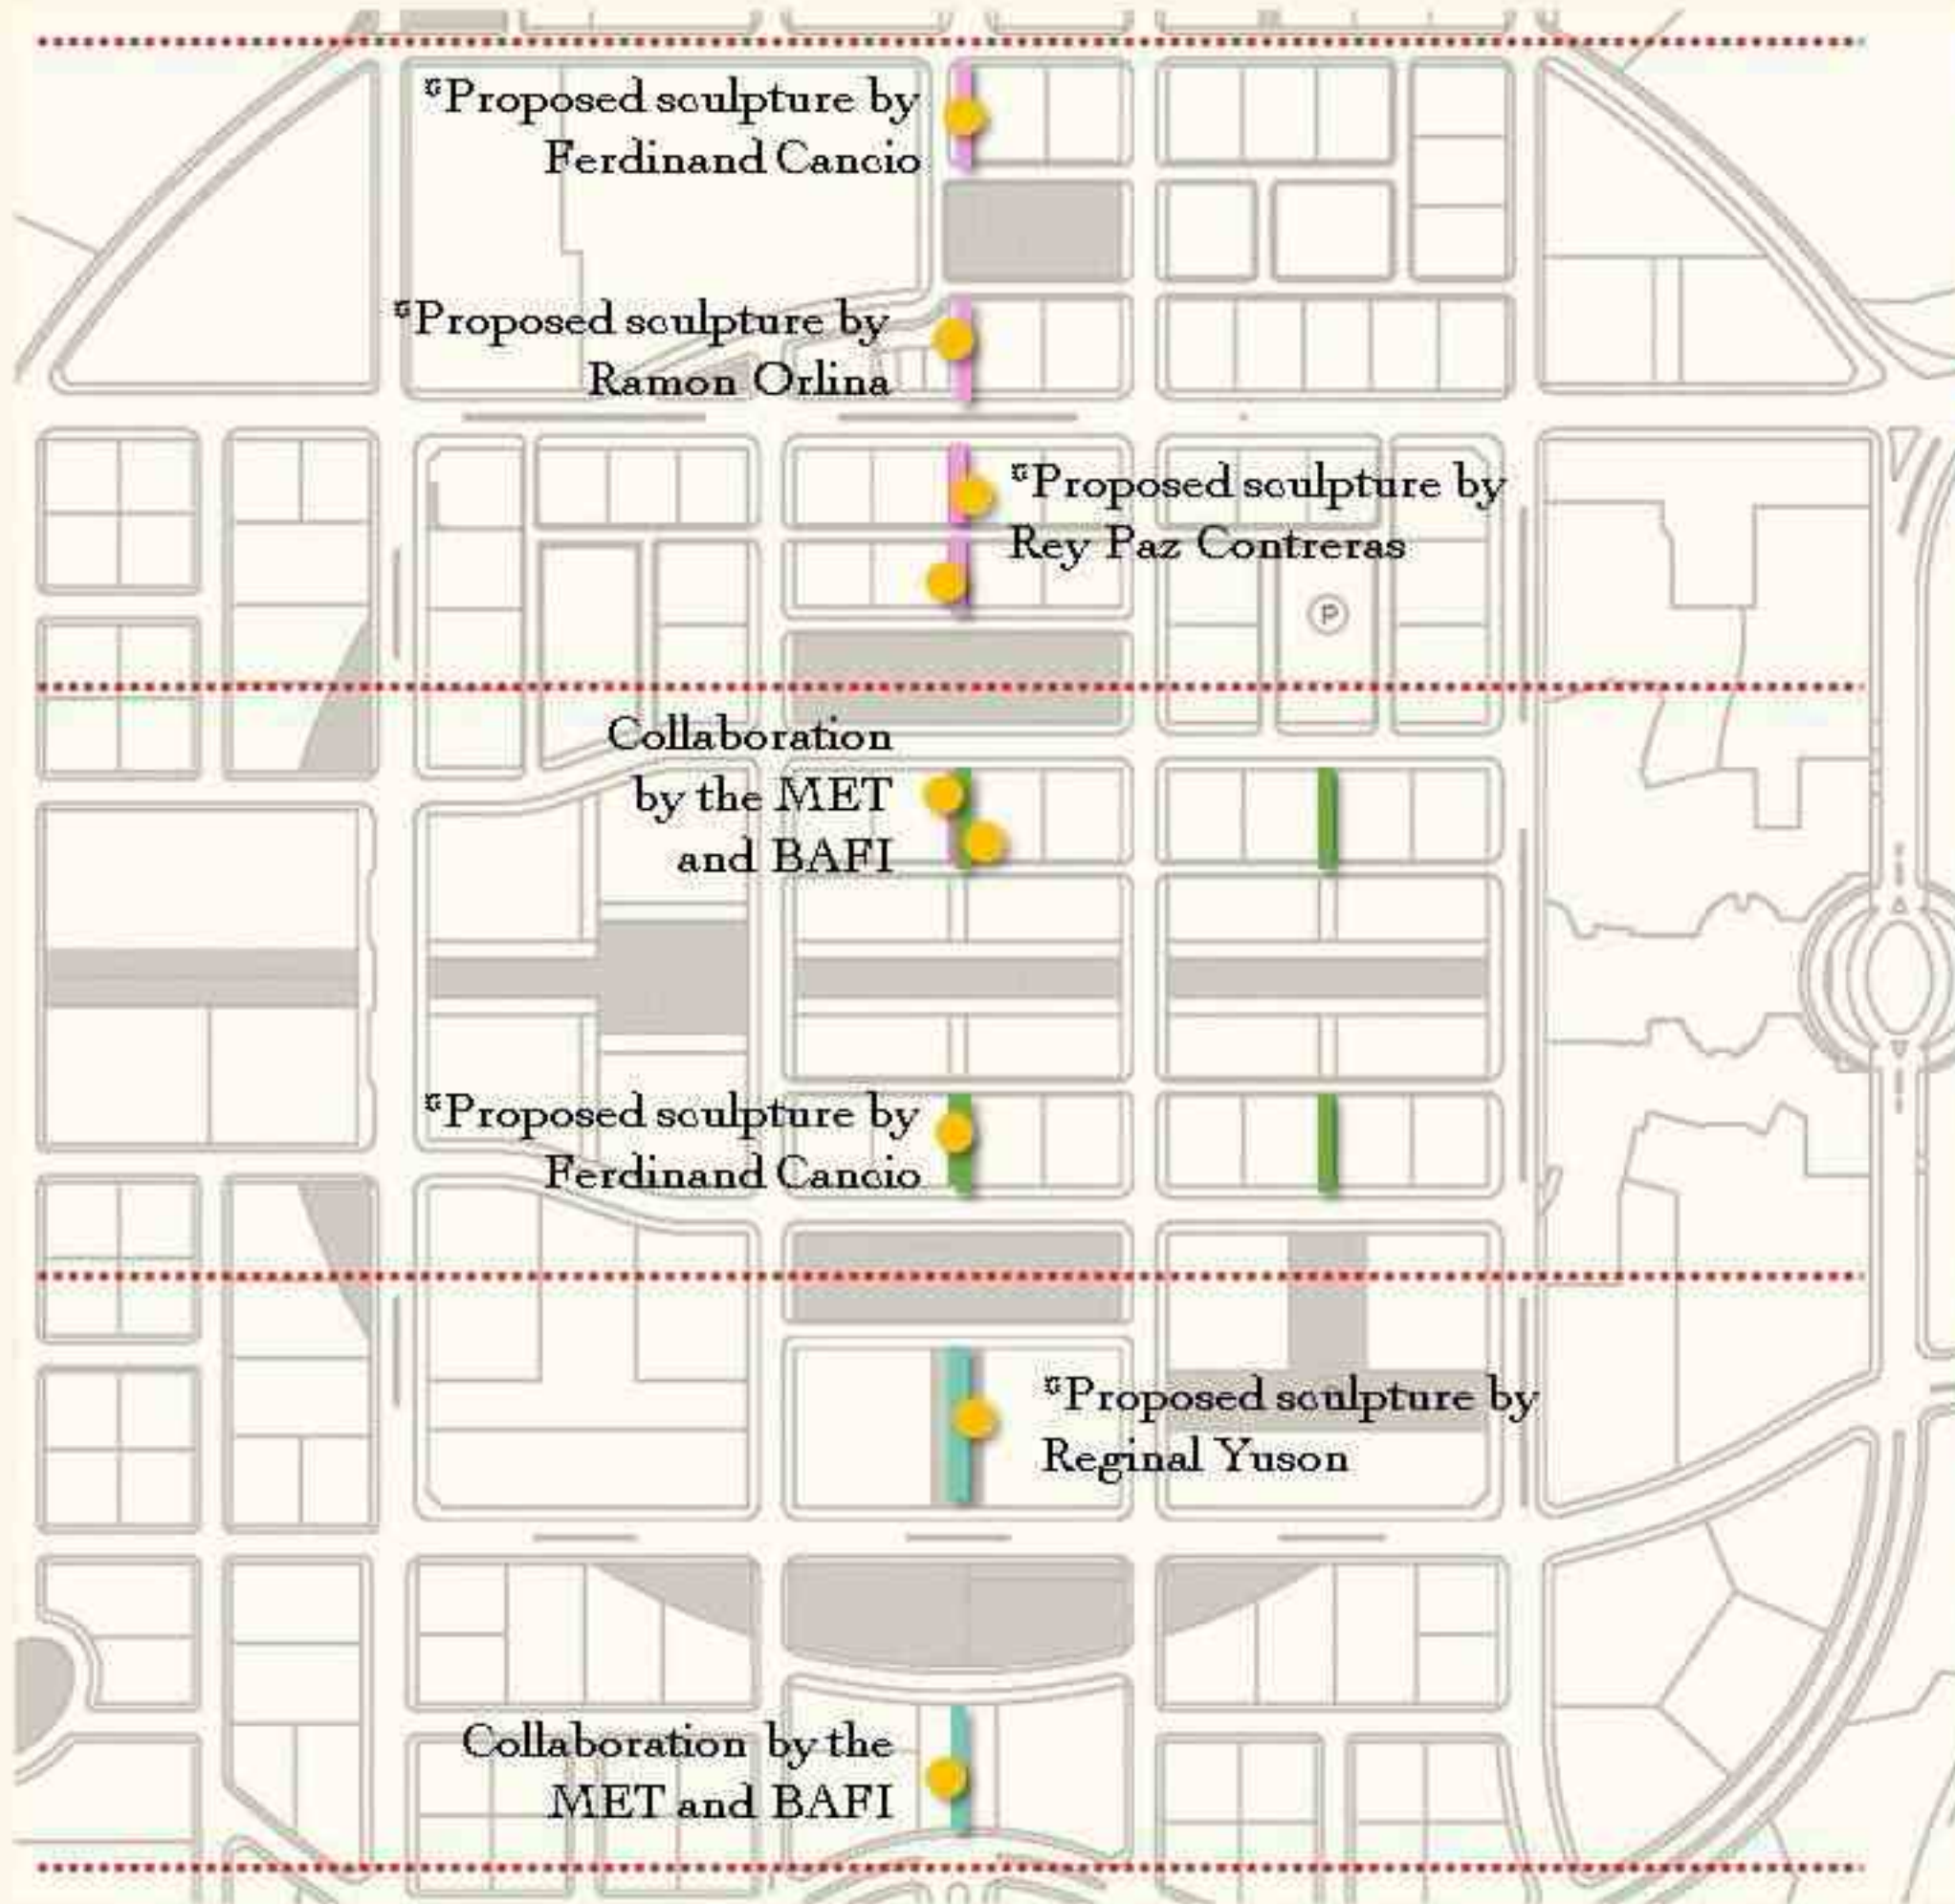 *Proposed sculpture by
Ferdinand Cancio
*Proposed sculpture by
Ramon Orlina
*Proposed sculpture by
Rey Paz Contreras
P
Collaboration
by the MET
and BAFI
*Proposed sculpture by
Ferdinand Cancio
*Proposed sculpture by
Reginal Yuson
Collaboration by the
MET and BAFI